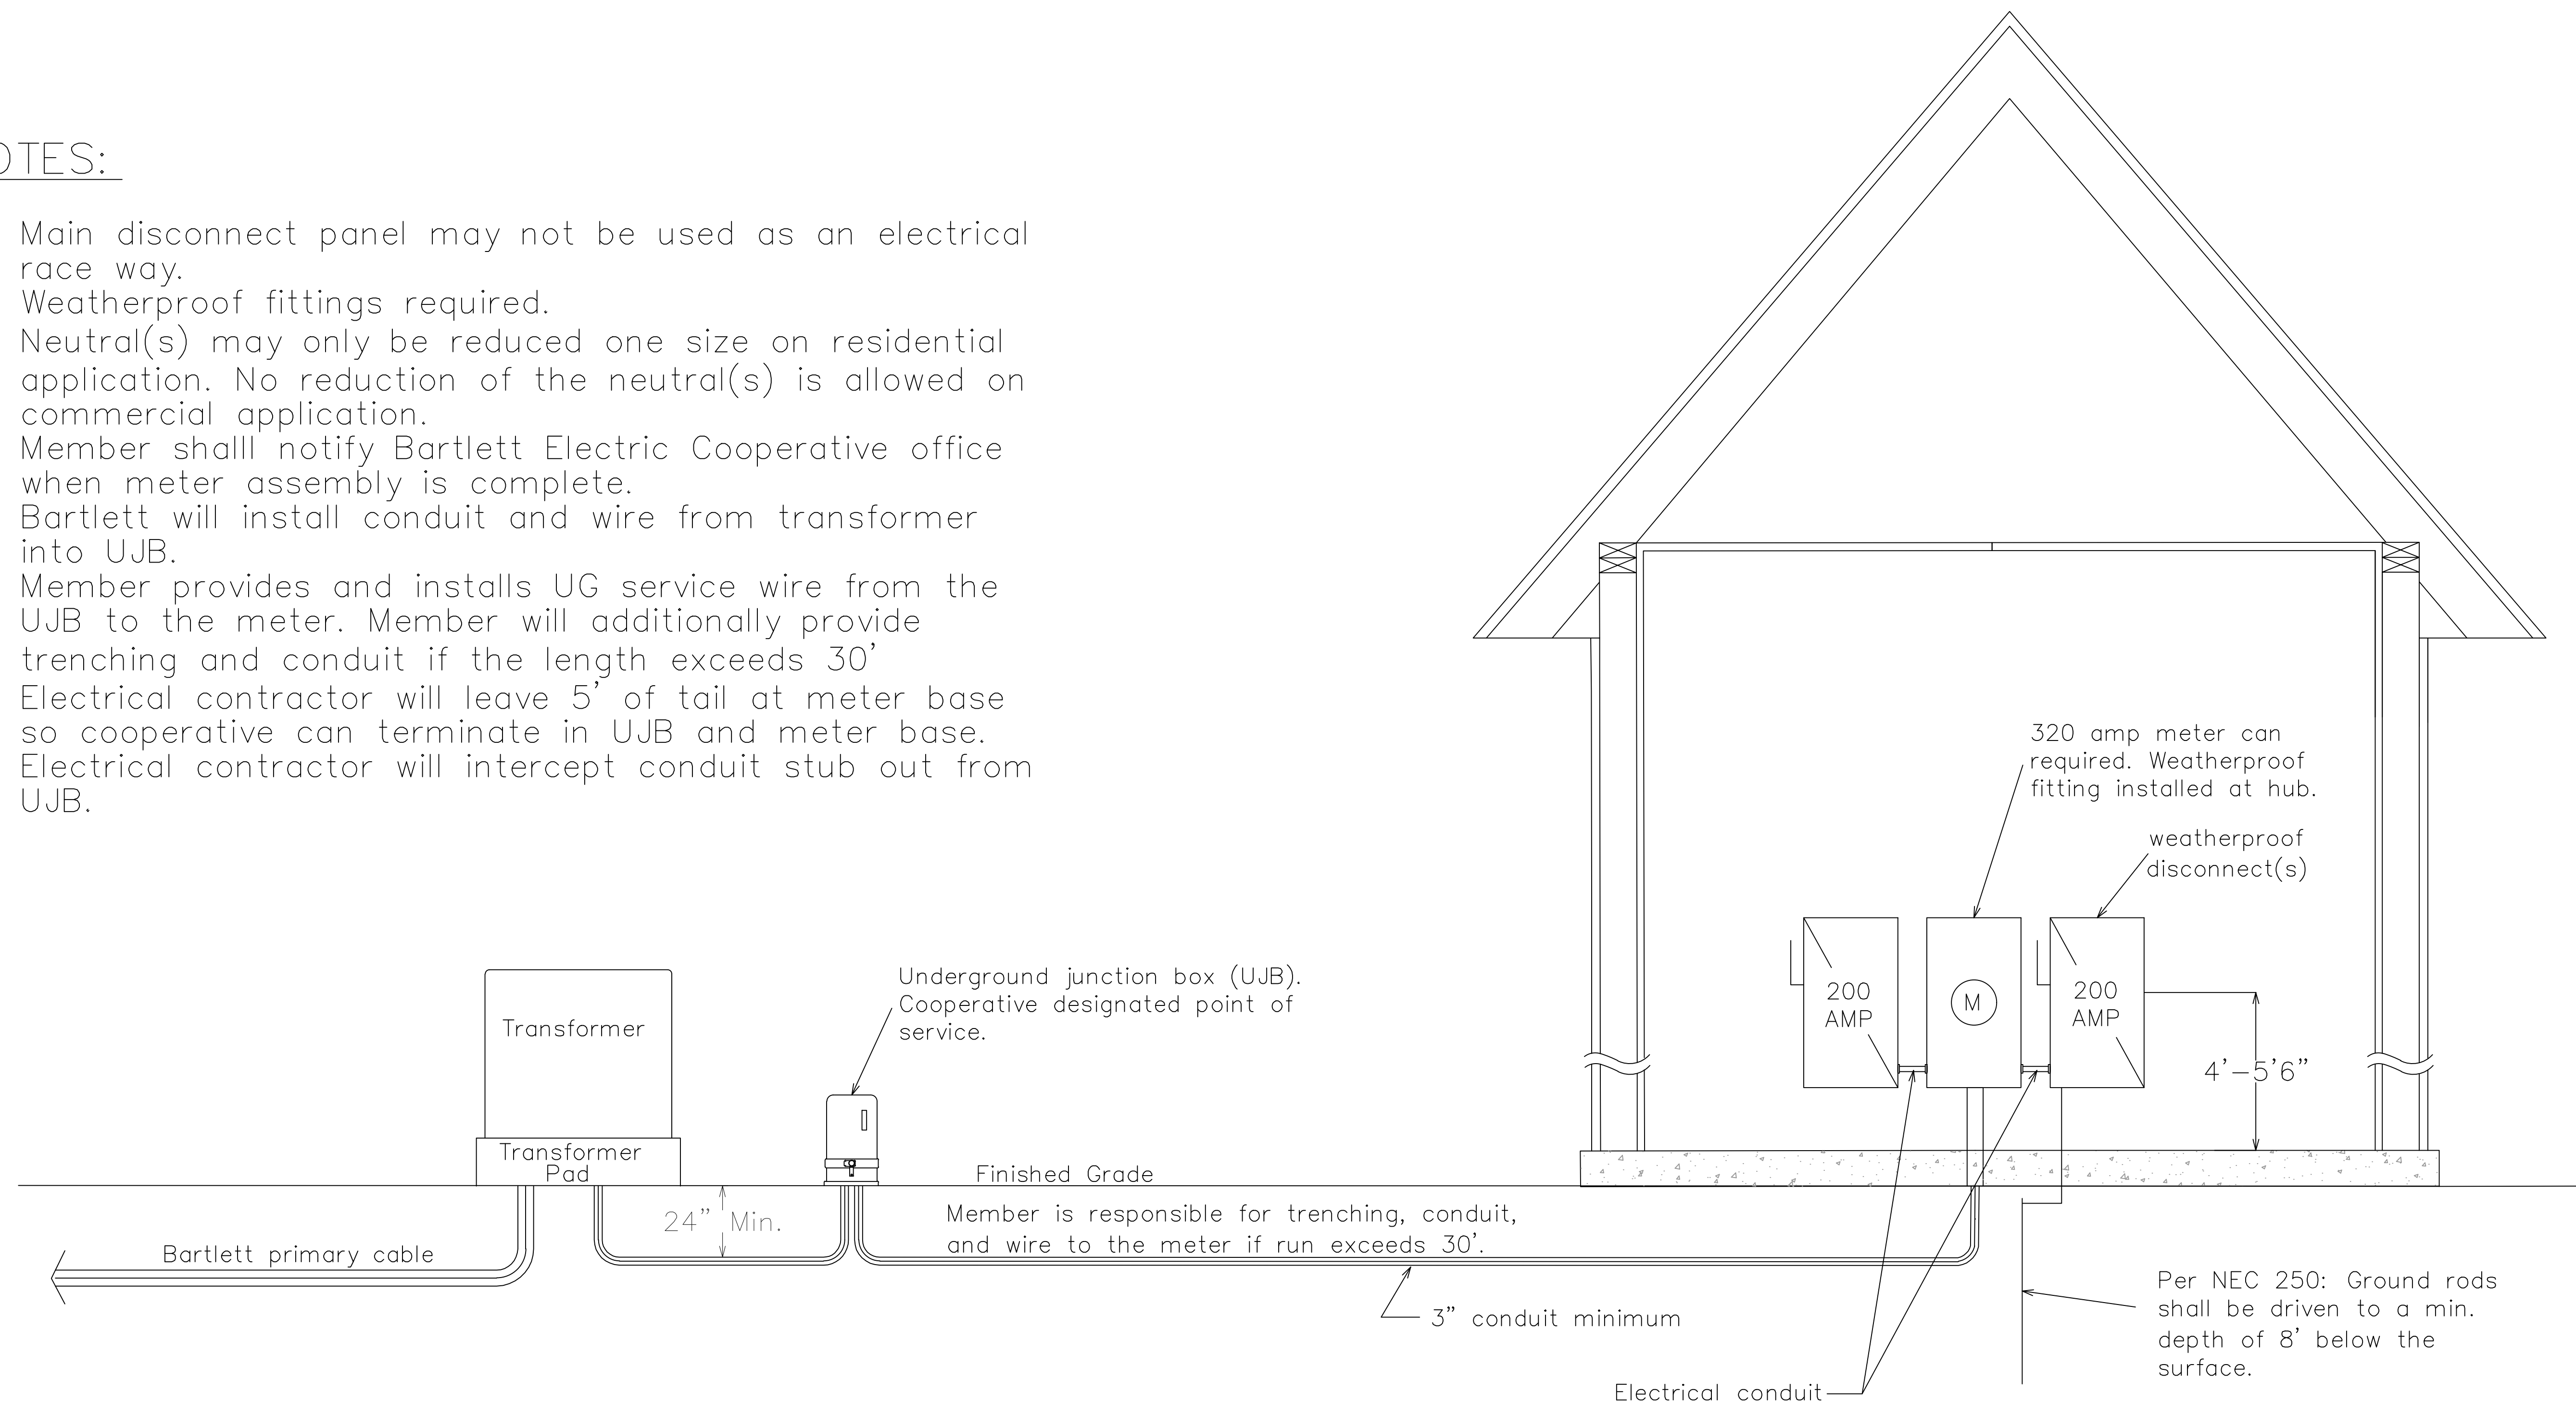 OTES:
Main disconnect panel may not be used as an electrical
race way.
Weatherproof fittings required.
Neutral(s) may only be reduced one size on residential
application. No reduction of the neutral(s) is allowed on
commercial application.
Member shalll notify Bartlett Electric Cooperative office
when meter assembly is complete.
Bartlett will install conduit and wire from transformer
into UJB.
Member provides and installs UG service wire from the
UJB to the meter. Member will additionally provide
trenching and conduit if the length exceeds 30'
Electrical contractor will leave 5' of tail at meter base
so cooperative can terminate in UJB and meter base.
Electrical contractor will intercept conduit stub out from
UJB.
320 amp meter can
required. Weatherproof
fitting installed at hub.
weatherproof
disconnect(s)
Underground junction box (UJB).
Cooperative designated point of
service.
Transformer
Transformer
Pad
200
AMP
M
200
AMP
4'-5'6"
Finished Grade
24" Min.
Member is responsible for trenching, conduit,
and wire to the meter if run exceeds 30'.
Bartlett primary cable
3" conduit minimum
Per NEC 250: Ground rods
shall be driven to a min.
depth of 8' below the
surface.
Electrical conduit